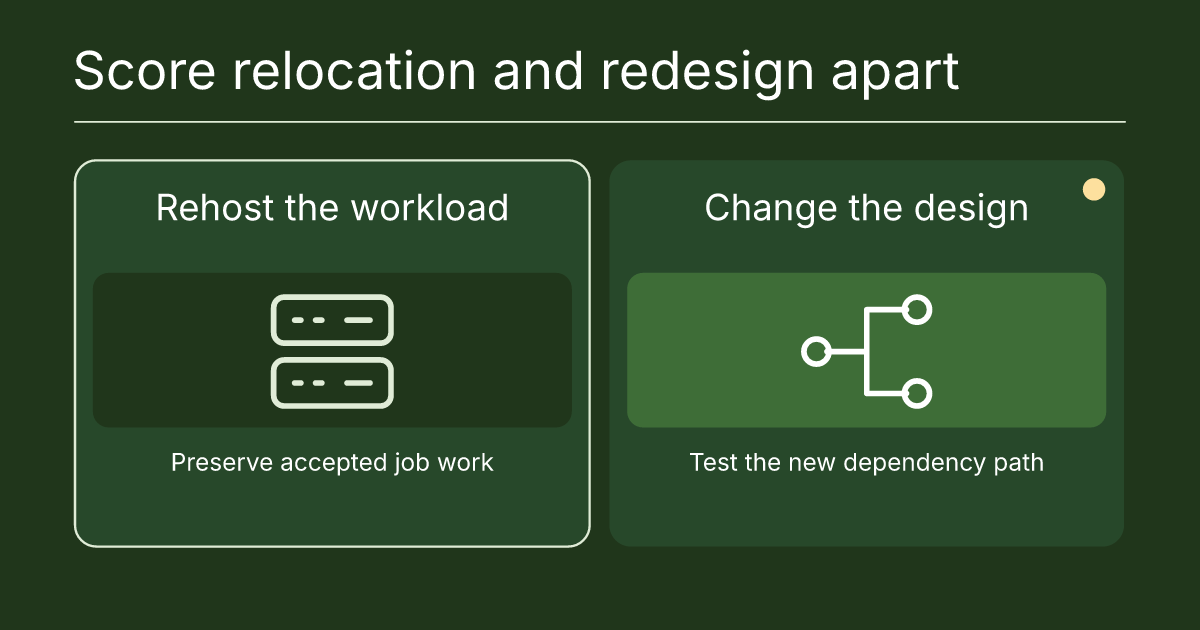 Score relocation and redesign apart
Rehost the workload
Change the design
Preserve accepted job work
Test the new dependency path